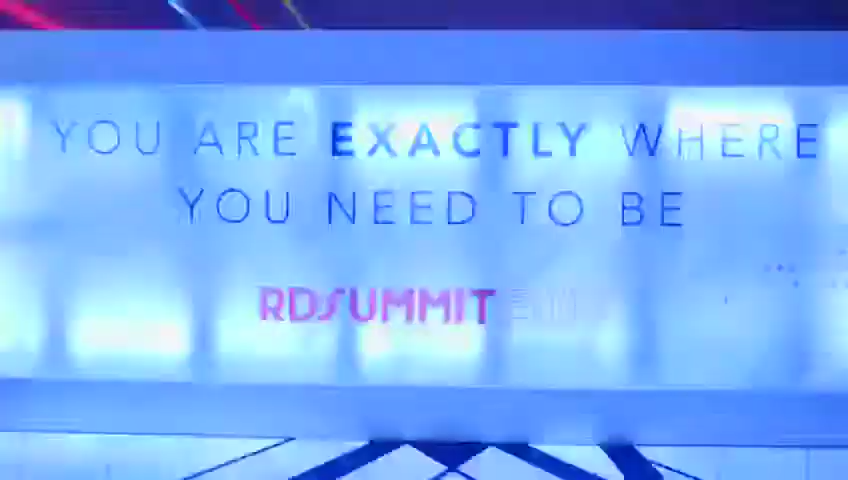 YOU ARE EXACTLY WHERE
YOU NEED TO BE
RDSUMMIT